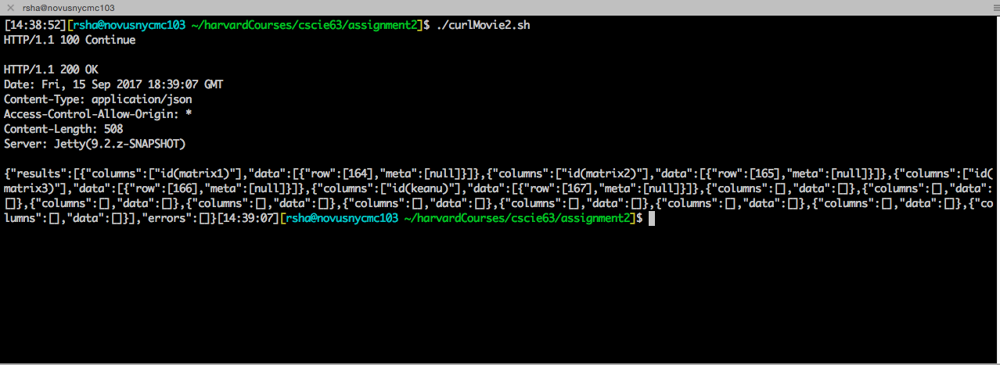 rsha@novusnycmc103
[14:38:52][rsha@novusnycmc103 ~/harvardCourses/cscie63/assignment2]$ ./curlMovie2.sh
HTTP/1.1 100 Continue
HTTP/1.1 200 OK
Date: Fri, 15 Sep 2017 18:39:07 GMT
Content-Type: application/json
Access-Control-Allow-Origin: *
Content-Length: 508
Server: Jetty(9.2.z-SNAPSHOT)
{"results":[{"columns":["id(matrix1)"],"data":[{"row":[164],"meta":[null]}]},{"columns":["id(matrix2)"],"data":[{"row":[165],"meta":[null]}]},{"columns":["id(
matrix3)"],"data":[{"row":[166],"meta":[null]}]},{"columns":["id(keanu)"],"data":[{"row":[167],"meta":[null]}]},{"columns":[],"data":[]},{"columns":[],"data":
[]},{"columns":[],"data":[]},{"columns":[],"data":[]},{"columns":[],"data":[]},{"columns":[],"data":[]},{"columns":[],"data":[]},{"columns":[],"data":[]},{"co
lumns":[],"data":[]}],"errors":[]}[14:39:07][rsha@novusnycmc103 ~/harvardCourses/cscie63/assignment2]$